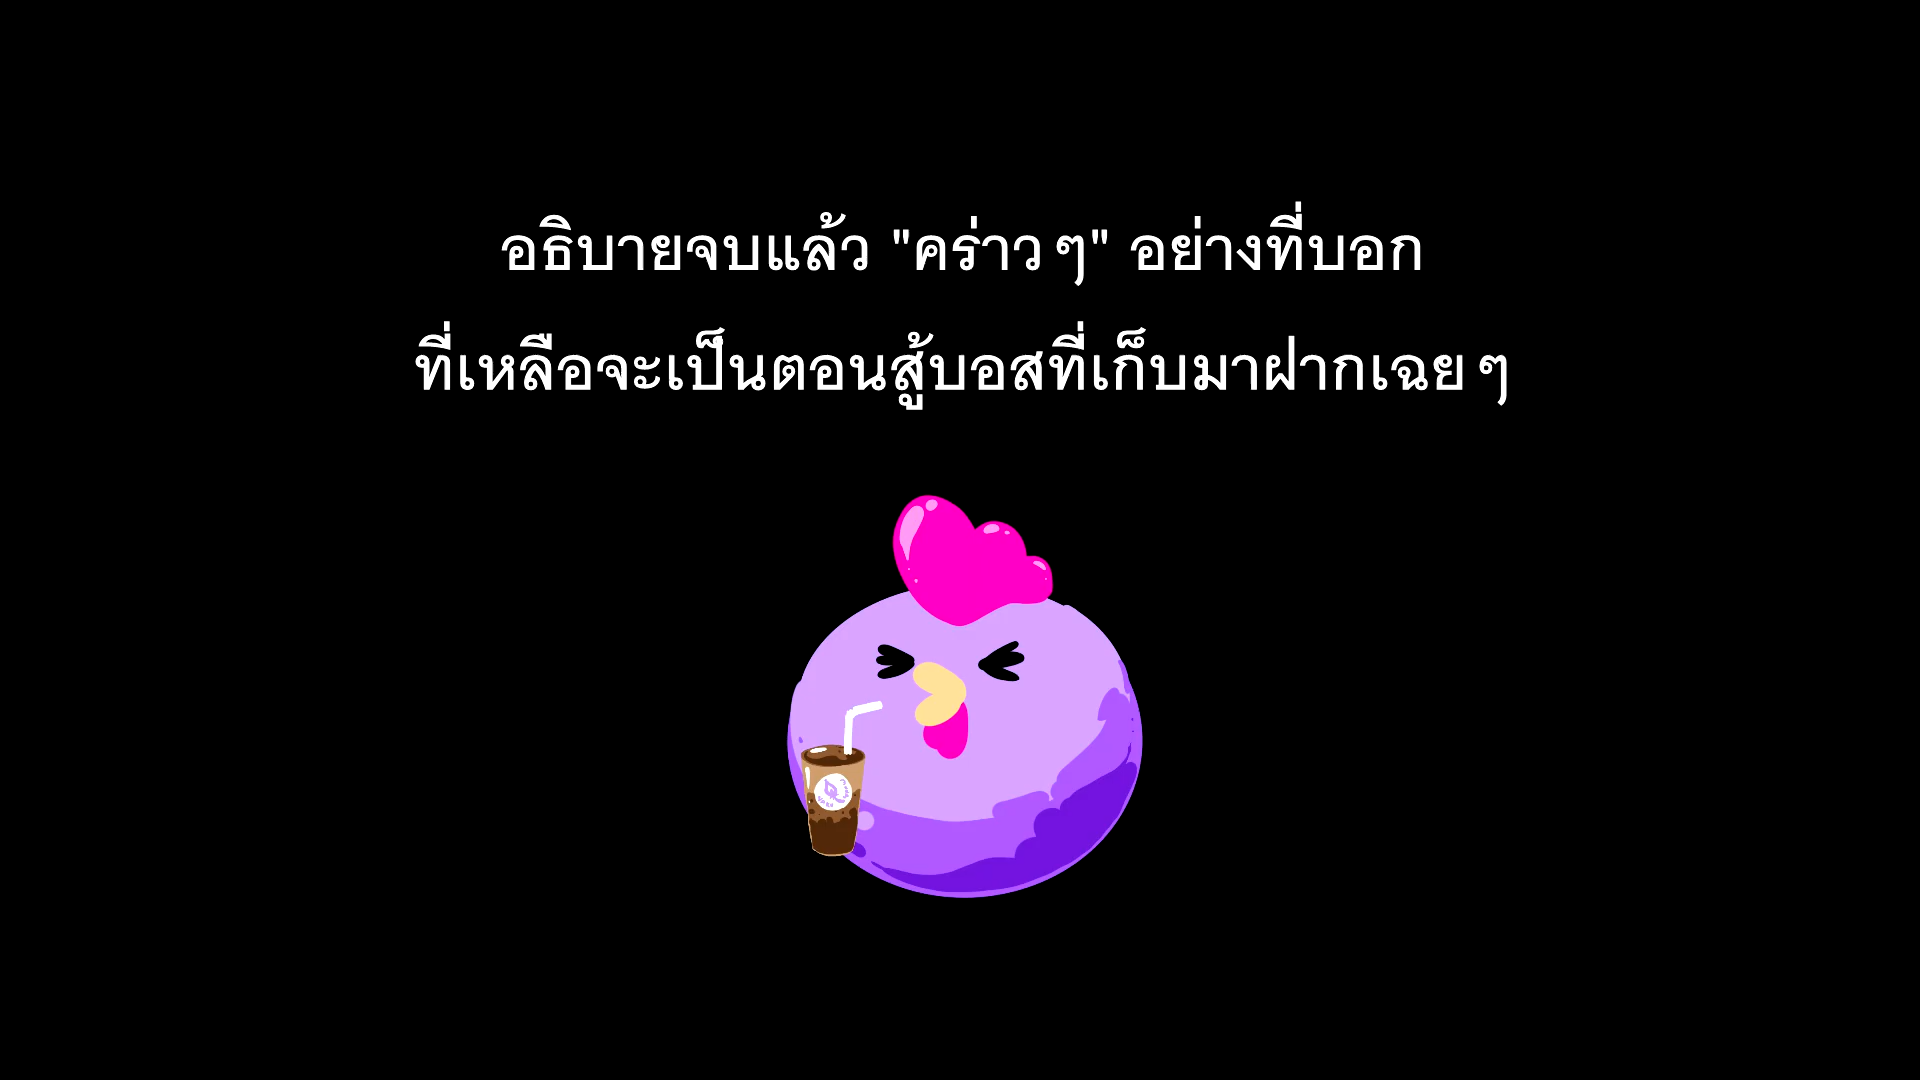 อธิบายจบแล้ว "คร่าวๆ" อย่างที่บอก
ที่เหลือจะเป็นตอนสู้บอสที่เก็บมาฝากเฉยๆ